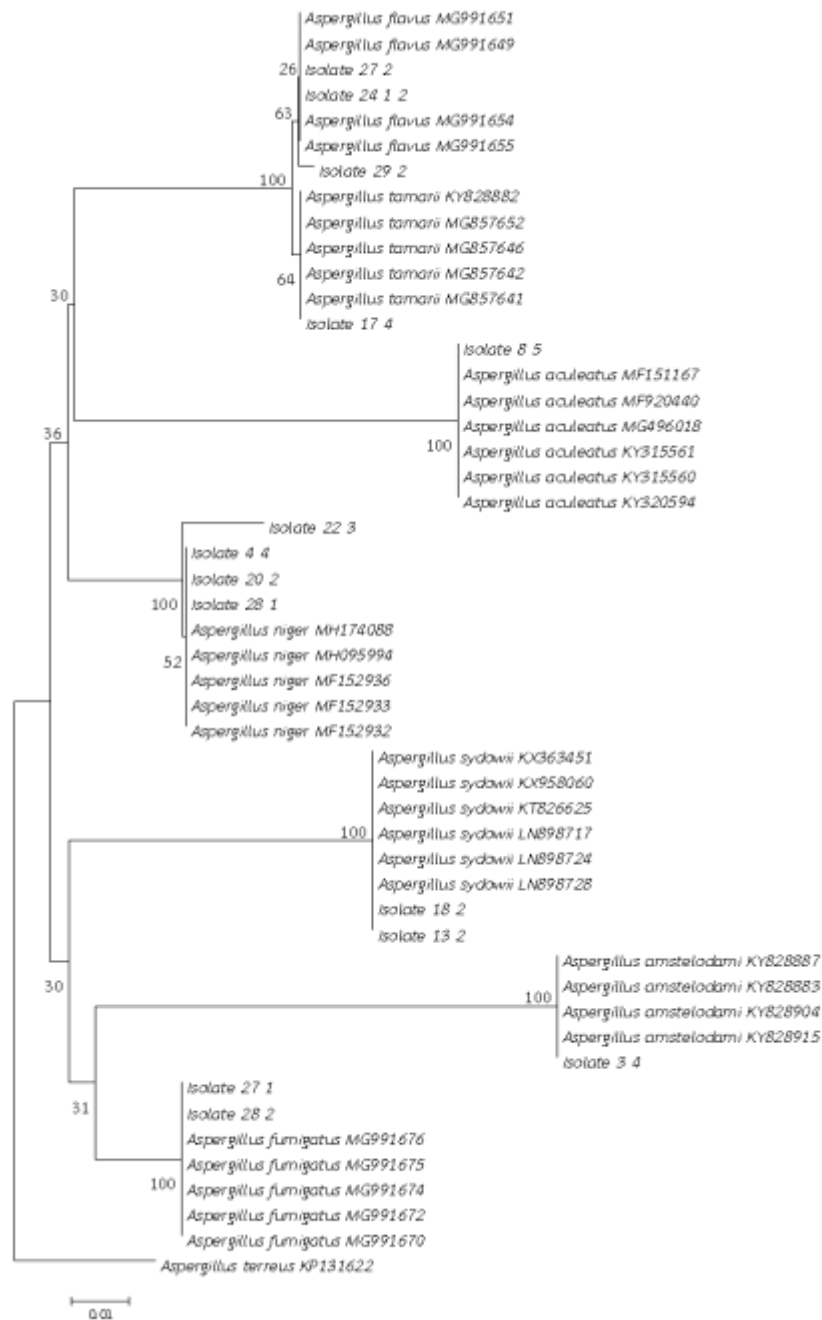 Aspergillus flavus MG991651
Aspergillus flavus MG991649
26
Isolate 27 2
Isolate 24 1 2
63
Aspergillus flavus MG991654
Aspergillus flavus MG991655
Isolate 29 2
100
Aspergillus tamarii KY828882
Aspergillus tamarii MG857652
Aspergillus tamarii MG857646
64
Aspergillus tamarii MG857642
Aspergillus tamarii MG857641
30
Isolate 17 4
Isolate 8 5
Aspergillus aculeatus MF151167
Aspergillus aculeatus MF920440
36
Aspergillus aculeatus MG496018
100
Aspergillus aculeatus KY315561
Aspergillus aculeatus KY315560
Aspergillus aculeatus KY320594
Isolate 22 3
Isolate 4 4
Isolate 20 2
100
Isolate 28 1
Aspergillus niger MH174088
52
Aspergillus niger MH095994
Aspergillus niger MF152936
Aspergillus niger MF152933
Aspergillus niger MF152932
Aspergillus sydowii KX363451
Aspergillus sydowii KX958060
Aspergillus sydowii KT826625
100
Aspergillus sydowii LN898717
Aspergillus sydowii LN898724
Aspergillus sydowii LN898728
Isolate 18 2
Isolate 13 2
Aspergillus amstelodami KY828887
30
Aspergillus amstelodami KY828883
100
Aspergillus amstelodami KY828904
Aspergillus amstelodami KY828915
Isolate 3 4
Isolate 27 1
31
Isolate 28 2
Aspergillus fumigatus MG991676
Aspergillus fumigatus MG991675
100
Aspergillus fumigatus MG991674
Aspergillus fumigatus MG991672
Aspergillus fumigatus MG991670
Aspergillus terreus KP131622
0.01